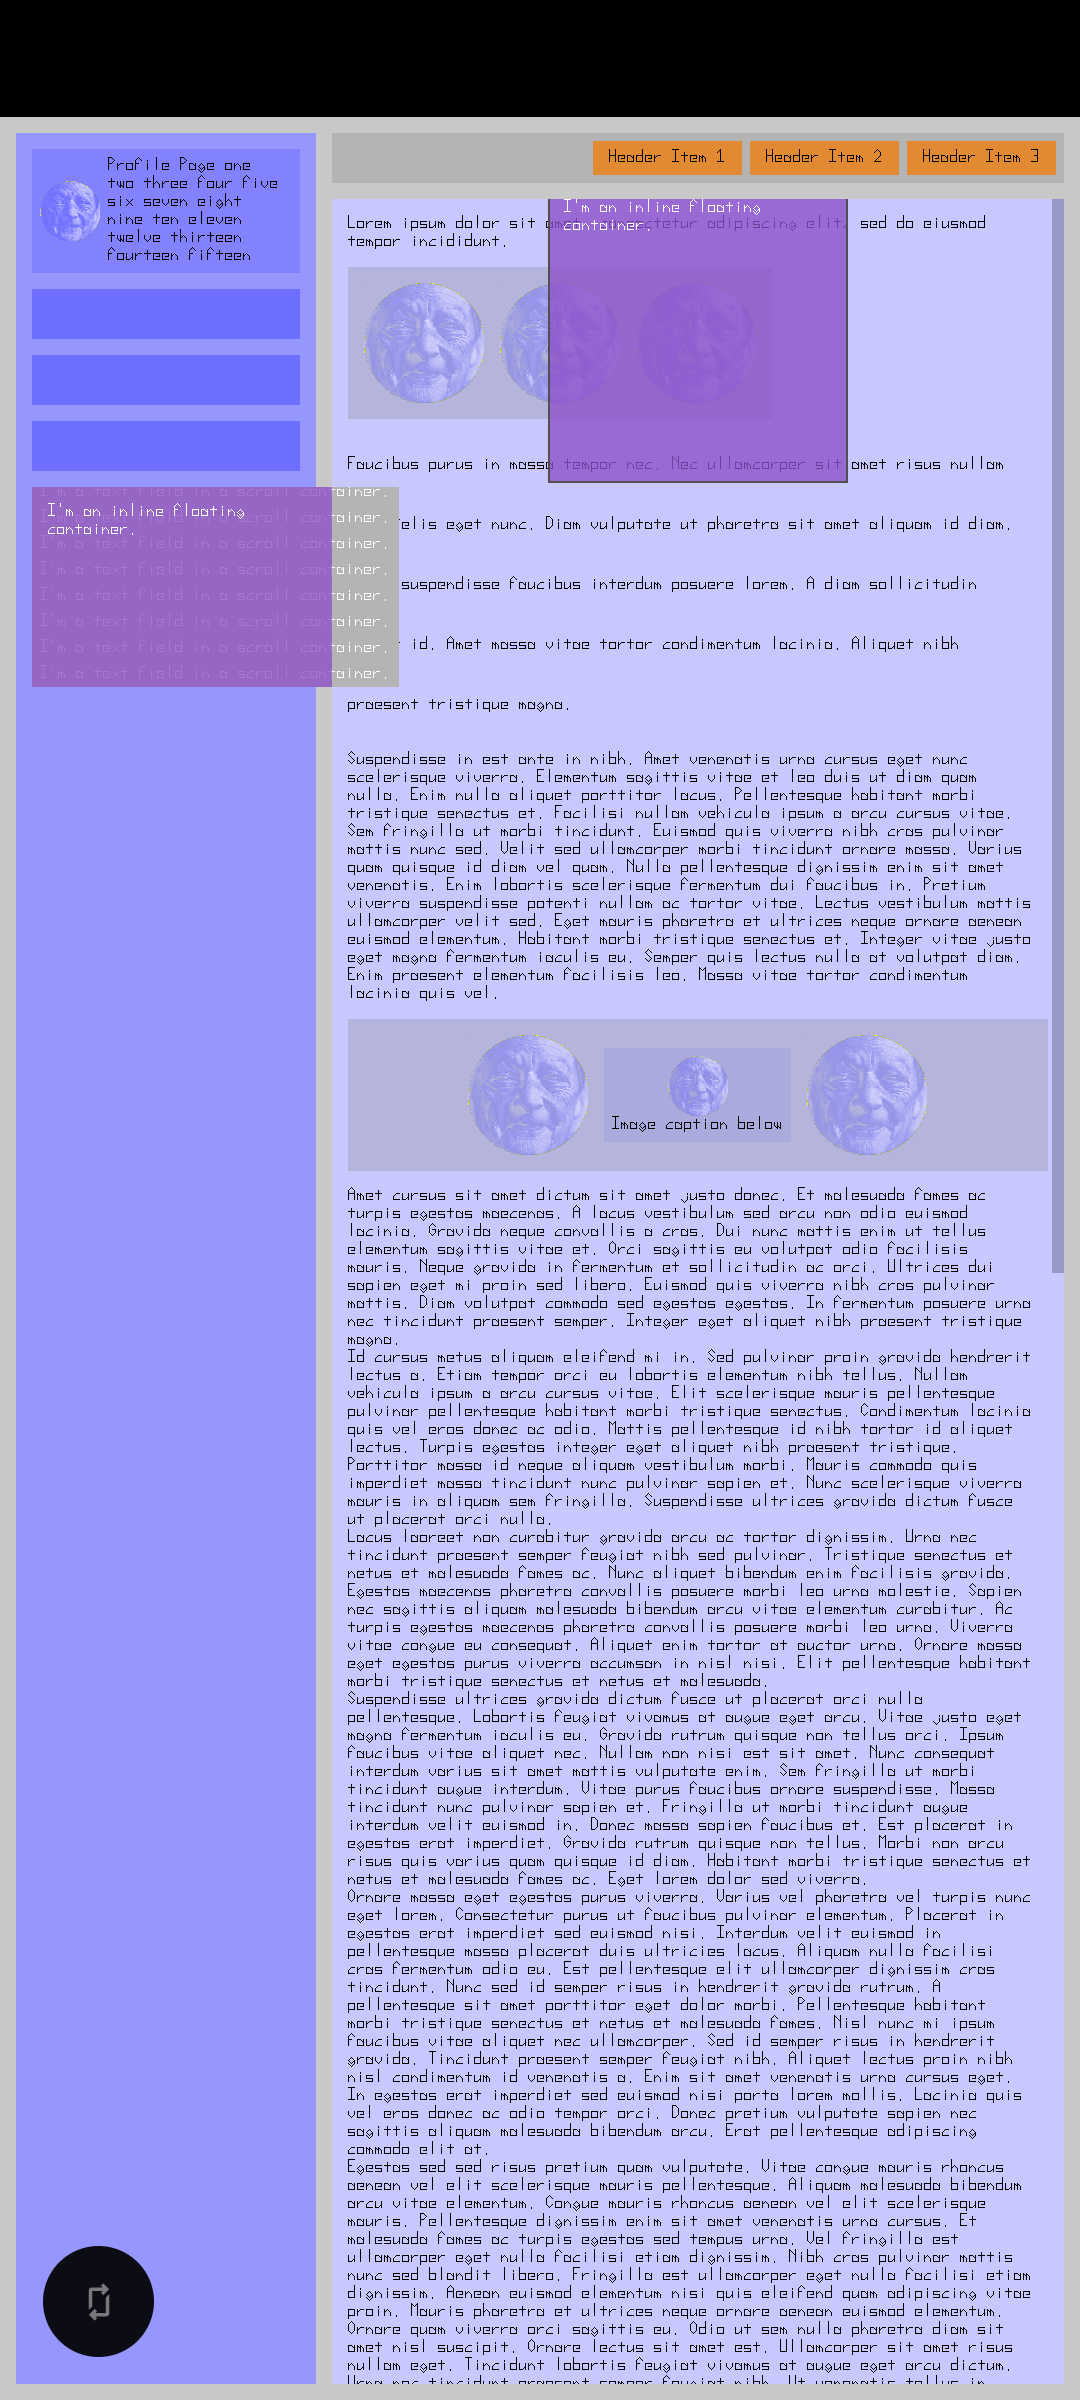 Profile Page one
two three four five
six seven eight
nine ten eleven
twelve thirteen
fourteen fifteen
Header Item 1
Header Item 2
Header Item 3
I'm an inline floating
container.
Lorem ipsum dolor sit amet, consectetur adipiscing elit, sed do eiusmod
tempor incididunt.
Faucibus purus in massa tempor nec. Nec ullamcorper sit amet risus nullam
I'm a text field in a scroll container.
I'm an inline floating
container.
I'm a text field in a scroll container.
I'm a text field in a scroll container.
I'm a text field in a scroll container.
I'm a text field in a scroll container.
I'm a text field in a scroll container.
I'm a text field in a scroll container.
I'm a text field in a scroll container.
eget nunc. Diam vulputate ut pharetra sit amet aliquam id diam.
suspendisse faucibus interdum posuere lorem. A diam sollicitudin
id. Amet massa vitae tortor condimentum lacinia. Aliquet nibh
praesent tristique magna.
Suspendisse in est ante in nibh. Amet venenatis urna cursus eget nunc
scelerisque viverra. Elementum sagittis vitae et leo duis ut diam quam
nulla. Enim nulla aliquet porttitor lacus. Pellentesque habitant morbi
tristique senectus et. Facilisi nullam vehicula ipsum a arcu cursus vitae.
Sem fringilla ut morbi tincidunt. Euismod quis viverra nibh cras pulvinar
mattis nunc sed. Velit sed ullamcorper morbi tincidunt ornare massa. Varius
quam quisque id diam vel quam. Nulla pellentesque dignissim enim sit amet
venenatis. Enim lobortis scelerisque fermentum dui faucibus in. Pretium
viverra suspendisse potenti nullam ac tortor vitae. Lectus vestibulum mattis
ullamcorper velit sed. Eget mauris pharetra et ultrices neque ornare aenean
euismod elementum. Habitant morbi tristique senectus et. Integer vitae justo
eget magna fermentum iaculis eu. Semper quis lectus nulla at volutpat diam.
Enim praesent elementum facilisis leo. Massa vitae tortor condimentum
lacinia quis vel.
Image caption below
Amet cursus sit amet dictum sit amet justo donec. Et malesuada fames ac
turpis egestas maecenas. A lacus vestibulum sed arcu non odio euismod
lacinia. Gravida neque convallis a cras. Dui nunc mattis enim ut tellus
elementum sagittis vitae et. Orci sagittis eu volutpat odio facilisis
mauris. Neque gravida in fermentum et sollicitudin ac orci. Ultrices dui
sapien eget mi proin sed libero. Euismod quis viverra nibh cras pulvinar
mattis. Diam volutpat commodo sed egestas egestas. In fermentum posuere urna
nec tincidunt praesent semper. Integer eget aliquet nibh praesent tristique
magna.
Id cursus metus aliquam eleifend mi in. Sed pulvinar proin gravida hendrerit
lectus a. Etiam tempor orci eu lobortis elementum nibh tellus. Nullam
vehicula ipsum a arcu cursus vitae. Elit scelerisque mauris pellentesque
pulvinar pellentesque habitant morbi tristique senectus. Condimentum lacinia
quis vel eros donec ac odio. Mattis pellentesque id nibh tortor id aliquet
lectus. Turpis egestas integer eget aliquet nibh praesent tristique.
Porttitor massa id neque aliquam vestibulum morbi. Mauris commodo quis
imperdiet massa tincidunt nunc pulvinar sapien et. Nunc scelerisque viverra
mauris in aliquam sem fringilla. Suspendisse ultrices gravida dictum fusce
ut placerat orci nulla.
Lacus laoreet non curabitur gravida arcu ac tortor dignissim. Urna nec
tincidunt praesent semper feugiat nibh sed pulvinar. Tristique senectus et
netus et malesuada fames ac. Nunc aliquet bibendum enim facilisis gravida.
Egestas maecenas pharetra convallis posuere morbi leo urna molestie. Sapien
nec sagittis aliquam malesuada bibendum arcu vitae elementum curabitur. Ac
turpis egestas maecenas pharetra convallis posuere morbi leo urna. Viverra
vitae congue eu consequat. Aliquet enim tortor at auctor urna. Ornare massa
eget egestas purus viverra accumsan in nisl nisi. Elit pellentesque habitant
morbi tristique senectus et netus et malesuada.
Suspendisse ultrices gravida dictum fusce ut placerat orci nulla
pellentesque. Lobortis feugiat vivamus at augue eget arcu. Vitae justo eget
magna fermentum iaculis eu. Gravida rutrum quisque non tellus orci. Ipsum
faucibus vitae aliquet nec. Nullam non nisi est sit amet. Nunc consequat
interdum varius sit amet mattis vulputate enim. Sem fringilla ut morbi
tincidunt augue interdum. Vitae purus faucibus ornare suspendisse. Massa
tincidunt nunc pulvinar sapien et. Fringilla ut morbi tincidunt augue
interdum velit euismod in. Donec massa sapien faucibus et. Est placerat in
egestas erat imperdiet. Gravida rutrum quisque non tellus. Morbi non arcu
risus quis varius quam quisque id diam. Habitant morbi tristique senectus et
netus et malesuada fames ac. Eget lorem dolor sed viverra.
Ornare massa eget egestas purus viverra. Varius vel pharetra vel turpis nunc
eget lorem. Consectetur purus ut faucibus pulvinar elementum. Placerat in
egestas erat imperdiet sed euismod nisi. Interdum velit euismod in
pellentesque massa placerat duis ultricies lacus. Aliquam nulla facilisi
cras fermentum odio eu. Est pellentesque elit ullamcorper dignissim cras
tincidunt. Nunc sed id semper risus in hendrerit gravida rutrum. A
pellentesque sit amet porttitor eget dolor morbi. Pellentesque habitant
morbi tristique senectus et netus et malesuada fames. Nisl nunc mi ipsum
faucibus vitae aliquet nec ullamcorper. Sed id semper risus in hendrerit
gravida. Tincidunt praesent semper feugiat nibh. Aliquet lectus proin nibh
nisl condimentum id venenatis a. Enim sit amet venenatis urna cursus eget.
In egestas erat imperdiet sed euismod nisi porta lorem mollis. Lacinia quis
vel eros donec ac odio tempor orci. Donec pretium vulputate sapien nec
sagittis aliquam malesuada bibendum arcu. Erat pellentesque adipiscing
commodo elit at.
Egestas sed sed risus pretium quam vulputate. Vitae congue mauris rhoncus
aenean vel elit scelerisque mauris pellentesque. Aliquam malesuada bibendum
arcu vitae elementum. Congue mauris rhoncus aenean vel elit scelerisque
mauris. Pellentesque dignissim enim sit amet venenatis urna cursus. Et
malesuada fames ac turpis egestas sed tempus urna. Vel fringilla est
ullamcorper eget nulla facilisi etiam dignissim. Nibh cras pulvinar mattis
nunc sed blandit libero. Fringilla est ullamcorper eget nulla facilisi etiam
dignissim. Aenean euismod elementum nisi quis eleifend quam adipiscing vitae
proin. Mauris pharetra et ultrices neque ornare aenean euismod elementum.
Ornare quam viverra orci sagittis eu. Odio ut sem nulla pharetra diam sit
amet nisl suscipit. Ornare lectus sit amet est. Ullamcorper sit amet risus
nullam eget. Tincidunt lobortis feugiat vivamus at augue eget arcu dictum.
Urna nec tincidunt praesent semper feugiat nibh. Ut venenatis tellus in